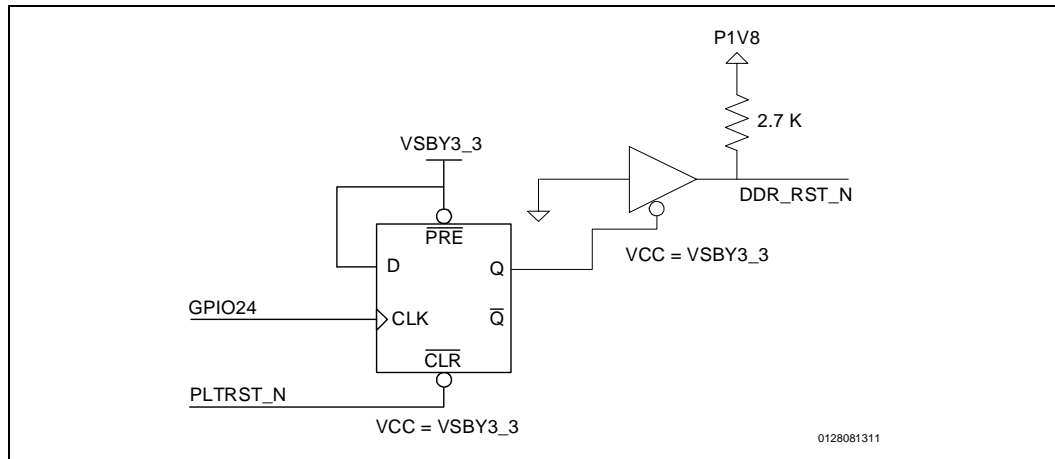 P1V8
2.7 K
VSBY3_3
DDR_RST_N
PRE
D
Q
VCC = VSBY3_3
GPIO24
CLK
Q
CLR
PLTRST_N
VCC = VSBY3_3
0128081311